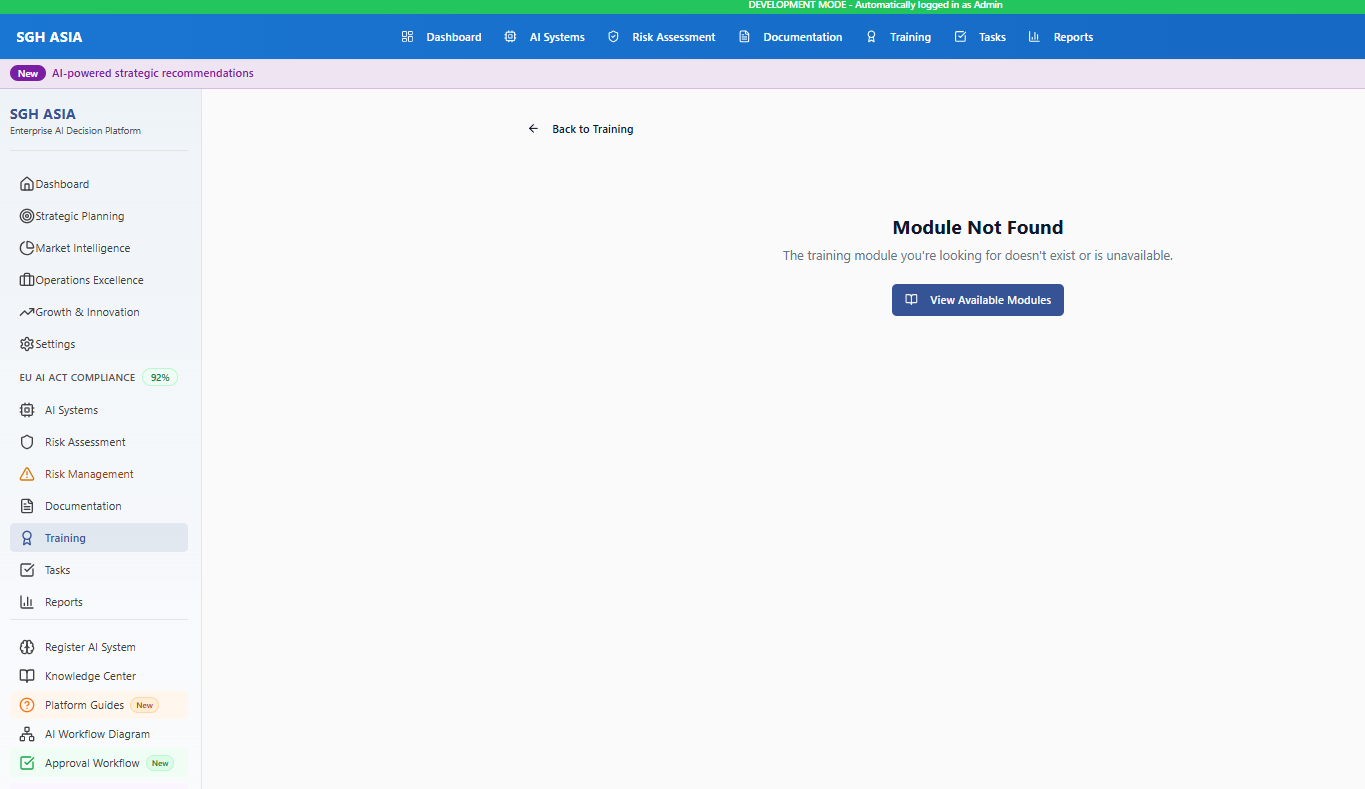 DEVELOPMENT MODE - Automatically logged in as Admin
SGH ASIA
Dashboard
AI Systems
Risk Assessment
Documentation
Training
Tasks
Reports
New
AI-powered strategic recommendations
SGH ASIA
Enterprise AI Decision Platform
Dashboard
Strategic Planning
Market Intelligence
Operations Excellence
Growth & Innovation
Settings
EU AI ACT COMPLIANCE 92%
AI Systems
Risk Assessment
Risk Management
Documentation
Training
Tasks
Reports
Register AI System
Knowledge Center
Platform Guides New
AI Workflow Diagram
Approval Workflow New
Back to Training
Module Not Found
The training module you're looking for doesn't exist or is unavailable.
View Available Modules